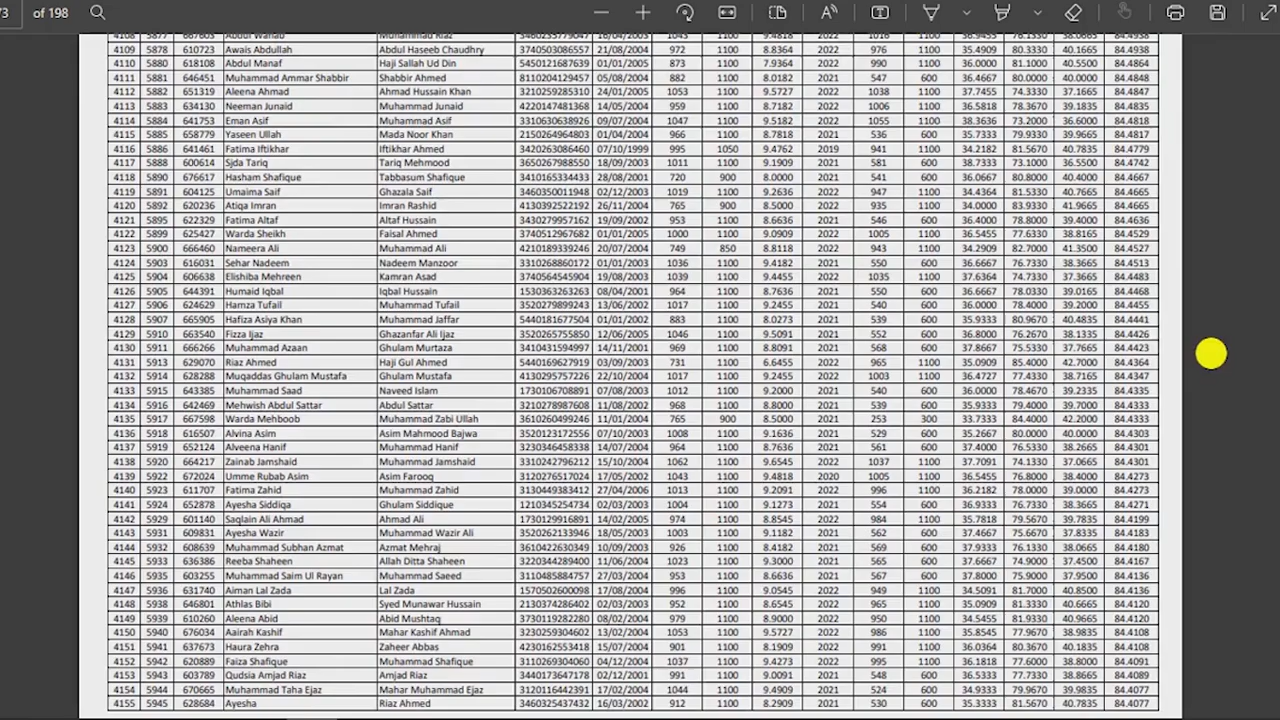 73 of 198
4108 5877 667603 Abdul Wahab Muhammad Riaz 3460235779047 16/04/2003 1043 1100 9.4818 2022 1016 1100 36.9455 76.1330 38.0665 84.4938
4109 5878 610723 Awais Abdullah Abdul Haseeb Chaudhry 3740503086557 21/08/2004 972 1100 8.8364 2022 976 1100 35.4909 80.3330 40.1665 84.4938
4110 5880 618108 Abdul Manaf Haji Sallah Ud Din 5450121687639 01/01/2005 873 1100 7.9364 2022 990 1100 36.0000 81.1000 40.5500 84.4864
4111 5881 646451 Muhammad Ammar Shabbir Shabbir Ahmed 8110204129457 05/08/2004 882 1100 8.0182 2021 547 600 36.4667 80.0000 40.0000 84.4848
4112 5882 651319 Aleena Ahmad Ahmad Hussain Khan 3210259285310 24/01/2005 1053 1100 9.5727 2022 1038 1100 37.7455 74.3330 37.1665 84.4847
4113 5883 634130 Neeman Junaid Muhammad Junaid 4220147481368 14/05/2004 959 1100 8.7182 2022 1006 1100 36.5818 78.3670 39.1835 84.4835
4114 5884 641753 Eman Asif Muhammad Asif 3310630638926 09/07/2004 1047 1100 9.5182 2022 1055 1100 38.3636 73.2000 36.6000 84.4818
4115 5885 658779 Yaseen Ullah Mada Noor Khan 2150264964803 01/04/2004 966 1100 8.7818 2021 536 600 35.7333 79.9330 39.9665 84.4817
4116 5886 641461 Fatima Iftikhar Iftikhar Ahmed 3420263086460 07/10/1999 995 1050 9.4762 2019 941 1100 34.2182 81.5670 40.7835 84.4779
4117 5888 600614 Sjda Tariq Tariq Mehmood 3650267988550 18/09/2003 1011 1100 9.1909 2021 581 600 38.7333 73.1000 36.5500 84.4742
4118 5890 676617 Hasham Shafique Tabbasum Shafique 3410165334433 28/08/2001 720 900 8.0000 2021 541 600 36.0667 80.8000 40.4000 84.4667
4119 5891 604125 Umaima Saif Ghazala Saif 3460350011948 02/12/2003 1019 1100 9.2636 2022 947 1100 34.4364 81.5330 40.7665 84.4665
4120 5892 620236 Atiqa Imran Imran Rashid 4130392522192 26/11/2004 765 900 8.5000 2022 935 1100 34.0000 83.9330 41.9665 84.4665
4121 5895 622329 Fatima Altaf Altaf Hussain 3430279957162 19/09/2002 953 1100 8.6636 2021 546 600 36.4000 78.8000 39.4000 84.4636
4122 5899 625427 Warda Sheikh Faisal Ahmed 3740512967682 01/01/2005 1000 1100 9.0909 2022 1005 1100 36.5455 77.6330 38.8165 84.4529
4123 5900 666460 Nameera Ali Muhammad Ali 4210189339246 20/07/2004 749 850 8.8118 2022 943 1100 34.2909 82.7000 41.3500 84.4527
4124 5903 616031 Sehar Nadeem Nadeem Manzoor 3310268860172 01/01/2003 1036 1100 9.4182 2021 550 600 36.6667 76.7330 38.3665 84.4513
4125 5904 606638 Elishiba Mehreen Kamran Asad 3740564545904 19/08/2003 1039 1100 9.4455 2022 1035 1100 37.6364 74.7330 37.3665 84.4483
4126 5905 644391 Humaid Iqbal Iqbal Hussain 1530363263263 08/04/2001 964 1100 8.7636 2021 550 600 36.6667 78.0330 39.0165 84.4468
4127 5906 624629 Hamza Tufail Muhammad Tufail 3520279899243 13/06/2002 1017 1100 9.2455 2021 540 600 36.0000 78.4000 39.2000 84.4455
4128 5907 665905 Hafiza Asiya Khan Muhammad Jaffar 5440181677504 01/01/2002 883 1100 8.0273 2021 539 600 35.9333 80.9670 40.4835 84.4441
4129 5910 663540 Fizza Ijaz Ghazanfar Ali Ijaz 3520265755850 12/06/2005 1046 1100 9.5091 2021 552 600 36.8000 76.2670 38.1335 84.4426
4130 5911 666266 Muhammad Azaan Ghulam Murtaza 3410431594997 14/11/2001 969 1100 8.8091 2021 568 600 37.8667 75.5330 37.7665 84.4423
4131 5913 629070 Riaz Ahmed Haji Gul Ahmed 5440169627919 03/09/2003 731 1100 6.6455 2022 965 1100 35.0909 85.4000 42.7000 84.4364
4132 5914 628288 Muqaddas Ghulam Mustafa Ghulam Mustafa 4130295757226 22/10/2004 1017 1100 9.2455 2022 1003 1100 36.4727 77.4330 38.7165 84.4347
4133 5915 643385 Muhammad Saad Naveed Islam 1730106708891 07/08/2003 1012 1100 9.2000 2021 540 600 36.0000 78.4670 39.2335 84.4335
4134 5916 642469 Mehwish Abdul Sattar Abdul Sattar 3210278987608 11/08/2002 968 1100 8.8000 2021 539 600 35.9333 79.4000 39.7000 84.4333
4135 5917 667598 Warda Mehboob Muhammad Zabi Ullah 3610260499246 11/01/2004 765 900 8.5000 2021 253 300 33.7333 84.4000 42.2000 84.4333
4136 5918 616507 Alvina Asim Asim Mahmood Bajwa 3520123172556 07/10/2003 1008 1100 9.1636 2021 529 600 35.2667 80.0000 40.0000 84.4303
4137 5919 652124 Alveena Hanif Muhammad Hanif 3230346458338 14/07/2004 964 1100 8.7636 2021 561 600 37.4000 76.5330 38.2665 84.4301
4138 5920 664217 Zainab Jamshaid Muhammad Jamshaid 3310242796212 15/10/2004 1062 1100 9.6545 2022 1037 1100 37.7091 74.1330 37.0665 84.4301
4139 5922 672024 Umme Rubab Asim Asim Farooq 3120276517024 17/05/2002 1043 1100 9.4818 2020 1005 1100 36.5455 76.8000 38.4000 84.4273
4140 5923 611707 Fatima Zahid Muhammad Zahid 3130449383412 27/04/2006 1013 1100 9.2091 2022 996 1100 36.2182 78.0000 39.0000 84.4273
4141 5924 652878 Ayesha Siddiqa Ghulam Siddique 1210345254734 02/03/2003 1004 1100 9.1273 2021 554 600 36.9333 76.7330 38.3665 84.4271
4142 5929 601140 Saqlain Ali Ahmad Ahmad Ali 1730129916891 14/02/2005 974 1100 8.8545 2022 984 1100 35.7818 79.5670 39.7835 84.4199
4143 5931 609831 Ayesha Wazir Muhammad Wazir Ali 3520262133946 18/05/2003 1003 1100 9.1182 2021 562 600 37.4667 75.6670 37.8335 84.4183
4144 5932 608639 Muhammad Subhan Azmat Azmat Mehraj 3610422630349 10/09/2003 926 1100 8.4182 2021 569 600 37.9333 76.1330 38.0665 84.4180
4145 5933 636386 Reeba Shaheen Allah Ditta Shaheen 3220344289400 11/06/2004 1023 1100 9.3000 2021 565 600 37.6667 74.9000 37.4500 84.4167
4146 5935 603255 Muhammad Saim Ul Rayan Muhammad Saeed 3110485884757 27/03/2004 953 1100 8.6636 2021 567 600 37.8000 75.9000 37.9500 84.4136
4147 5936 631740 Aiman Lal Zada Lal Zada 1570502600098 17/08/2004 996 1100 9.0545 2022 949 1100 34.5091 81.7000 40.8500 84.4136
4148 5938 646801 Athlas Bibi Syed Munawar Hussain 2130374286402 02/03/2003 952 1100 8.6545 2022 965 1100 35.0909 81.3330 40.6665 84.4120
4149 5939 610260 Aleena Abid Abid Mushtaq 3730119282280 08/02/2004 979 1100 8.9000 2022 950 1100 34.5455 81.9330 40.9665 84.4120
4150 5940 676034 Aairah Kashif Mahar Kashif Ahmad 3230259304602 13/02/2004 1053 1100 9.5727 2022 986 1100 35.8545 77.9670 38.9835 84.4108
4151 5941 637673 Haura Zehra Zaheer Abbas 4230162553418 15/07/2004 901 1100 8.1909 2022 991 1100 36.0364 80.3670 40.1835 84.4108
4152 5942 620889 Faiza Shafique Muhammad Shafique 3110269304060 04/12/2004 1037 1100 9.4273 2022 995 1100 36.1818 77.6000 38.8000 84.4091
4153 5943 603789 Qudsia Amjad Riaz Amjad Riaz 3440173647178 02/12/2001 991 1100 9.0091 2021 548 600 36.5333 77.7330 38.8665 84.4089
4154 5944 670665 Muhammad Taha Ejaz Mahar Muhammad Ejaz 3120116442391 17/02/2004 1044 1100 9.4909 2021 524 600 34.9333 79.9670 39.9835 84.4077
4155 5945 628684 Ayesha Riaz Ahmed 3460325437432 16/03/2002 912 1100 8.2909 2021 530 600 35.3333 81.5670 40.7835 84.4077